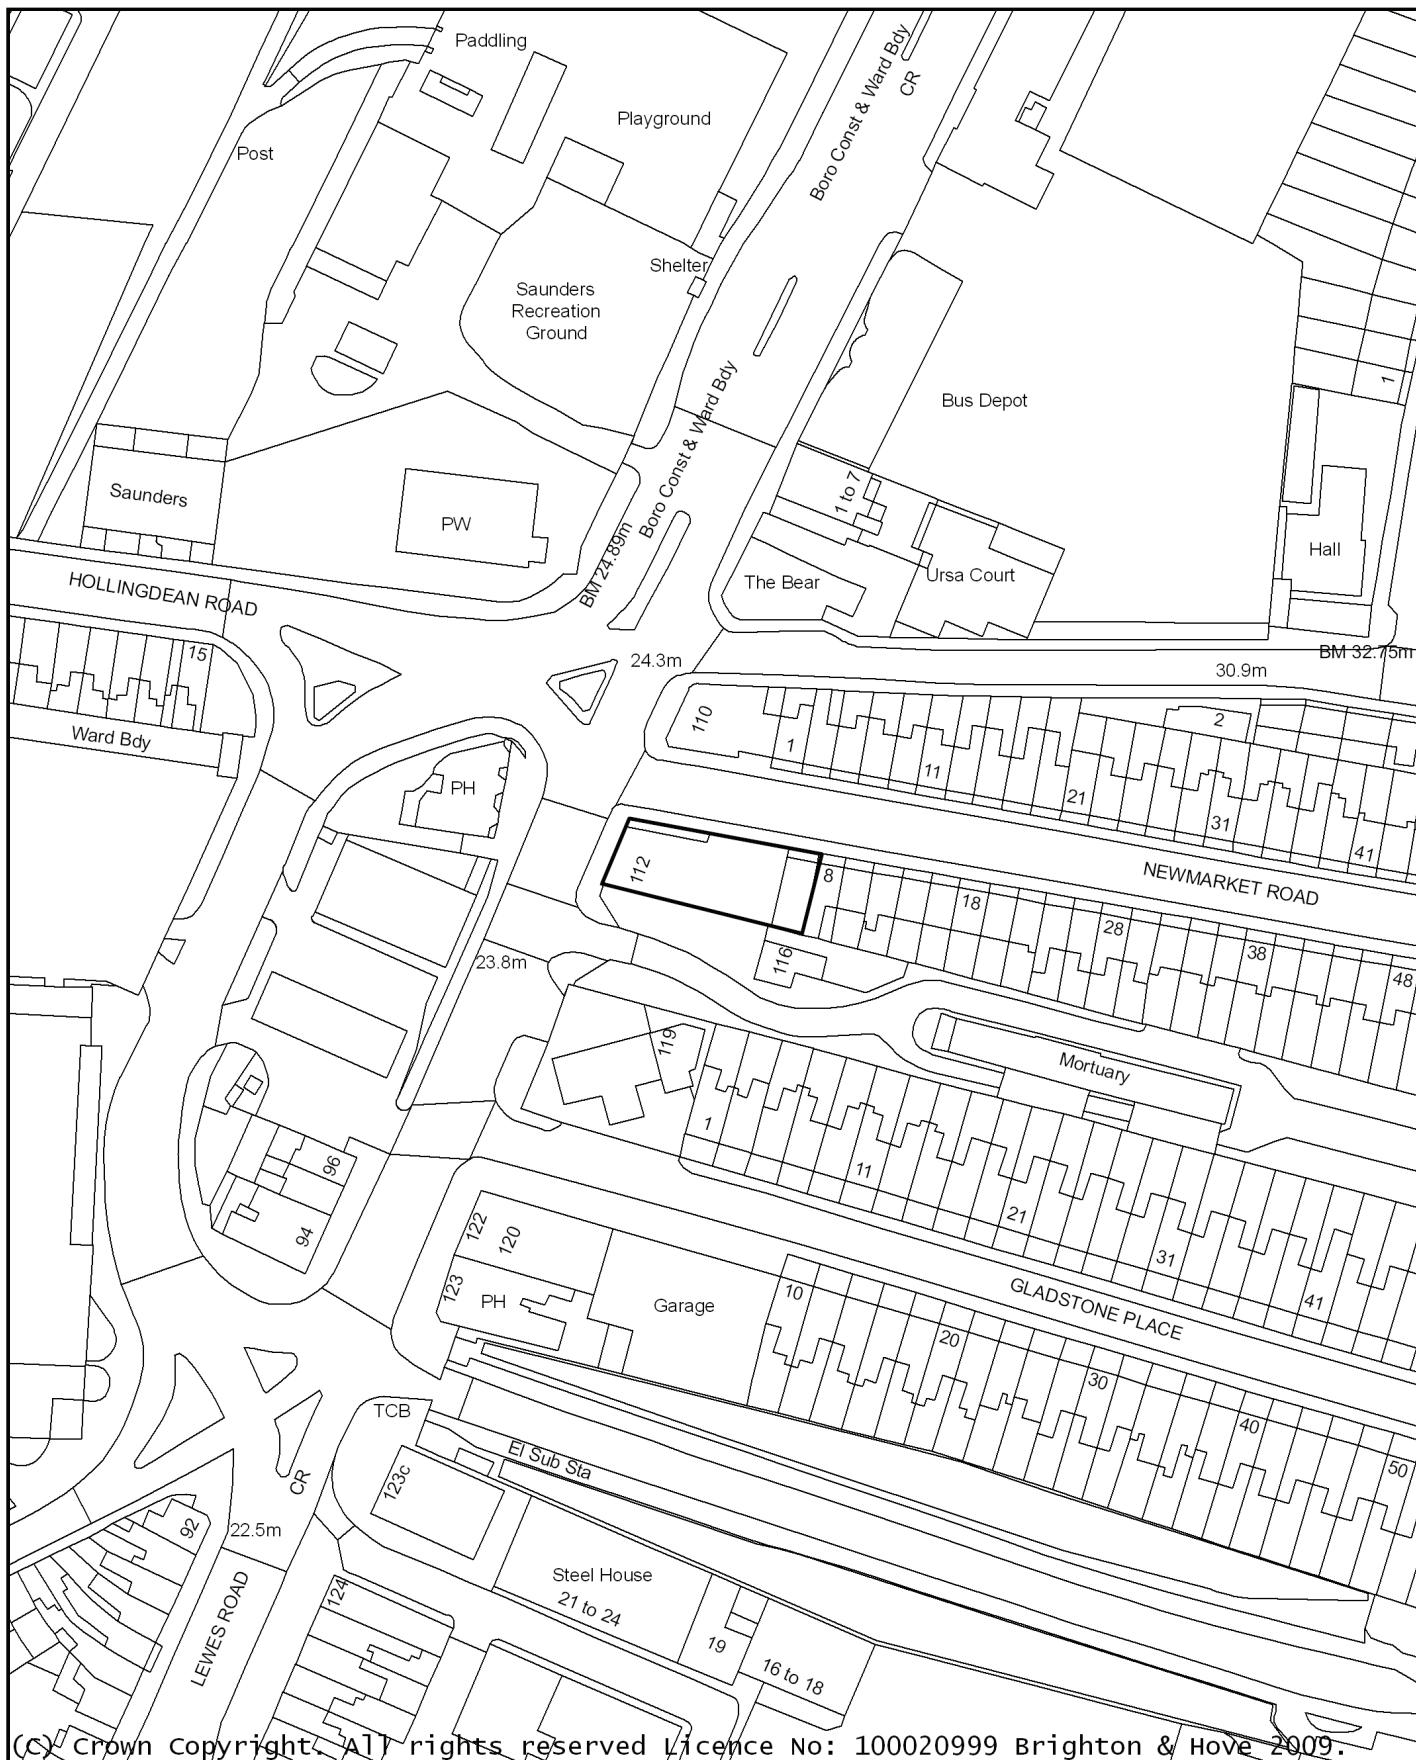 Paddling
Boro Const & Ward Bdy
CR
Playground
Post
Shelter
Saunders
Recreation
Ground
Bus Depot
1
Boro Const & Ward Bdy
Saunders
PW
1 to 7
BM 24.89m
Hall
The Bear
Ursa Court
HOLLINGDEAN ROAD
15
24.3m
BM 32.75m
30.9m
110
2
Ward Bdy
1
11
21
31
41
PH
NEWMARKET ROAD
112
8
18
28
38
48
116
23.8m
119
Mortuary
1
11
21
31
41
96
94
122
120
123
PH
Garage
GLADSTONE PLACE
10
20
30
40
50
TCB
El Sub Sta
123c
CR
92
22.5m
Steel House
21 to 24
124
LEWES ROAD
19
16 to 18
(C) Crown Copyright. All rights reserved Licence No: 100020999 Brighton & Hove 2009.